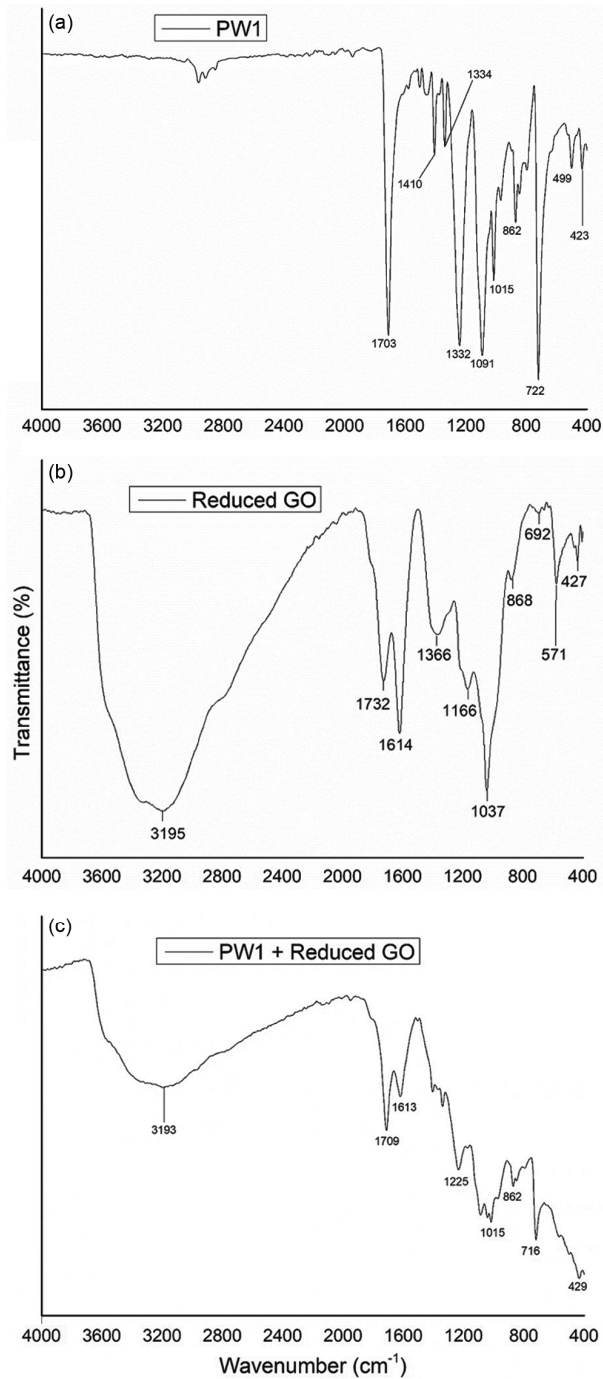 (a)
PW1
1334
1410
499
862
423
1015
1703
1332
1091
722
4000 3600 3200 2800 2400 2000 1600 1200 800 400
(b)
Reduced GO
692
868
427
1366
571
1732
1166
1614
1037
3195
Transmittance (%)
4000 3600 3200 2800 2400 2000 1600 1200 800 400
(c)
PW1 + Reduced GO
1613
3193
1709
1225
862
1015
716
429
4000 3600 3200 2800 2400 2000 1600 1200 800 400
Wavenumber (cm⁻¹)